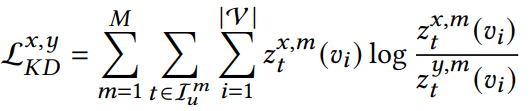 $\mathcal{L}_{KD}^{x,y} = \sum_{m=1}^{M} \sum_{t \in \mathcal{I}_u^m} \sum_{i=1}^{|\mathcal{V}|} z_t^{x,m}(v_i) \log \frac{z_t^{x,m}(v_i)}{z_t^{y,m}(v_i)}$